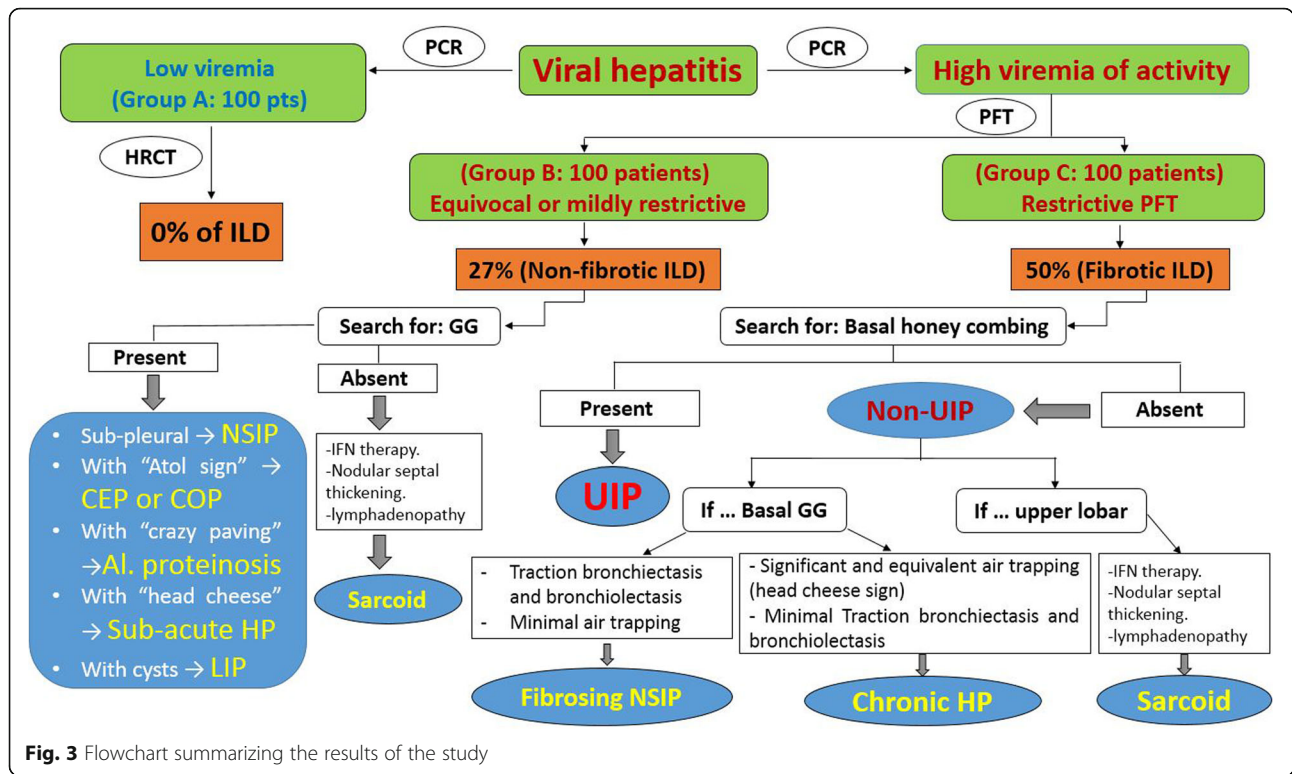 PCR
Viral hepatitis
PCR
Low viremia
(Group A: 100 pts)
High viremia of activity
HRCT
PFT
0% of ILD
(Group B: 100 patients)
Equivocal or mildly restrictive
(Group C: 100 patients)
Restrictive PFT
27% (Non-fibrotic ILD)
50% (Fibrotic ILD)
Search for: GG
Search for: Basal honey combing
Present
Absent
• Sub-pleural → NSIP
• With “Atol sign” →
CEP or COP
• With “crazy paving”
→Al. proteinosis
• With “head cheese”
→ Sub-acute HP
• With cysts → LIP
-IFN therapy.
-Nodular septal
thickening.
-lymphadenopathy
Sarcoid
Present
UIP
Non-UIP
Absent
If ... Basal GG
If ... upper lobar
- Traction bronchiectasis
and bronchiolectasis
- Minimal air trapping
- Significant and equivalent air trapping
(head cheese sign)
- Minimal Traction bronchiectasis and
bronchiolectasis
-IFN therapy.
-Nodular septal
thickening.
-lymphadenopathy
Fibrosing NSIP
Chronic HP
Sarcoid
Fig. 3 Flowchart summarizing the results of the study